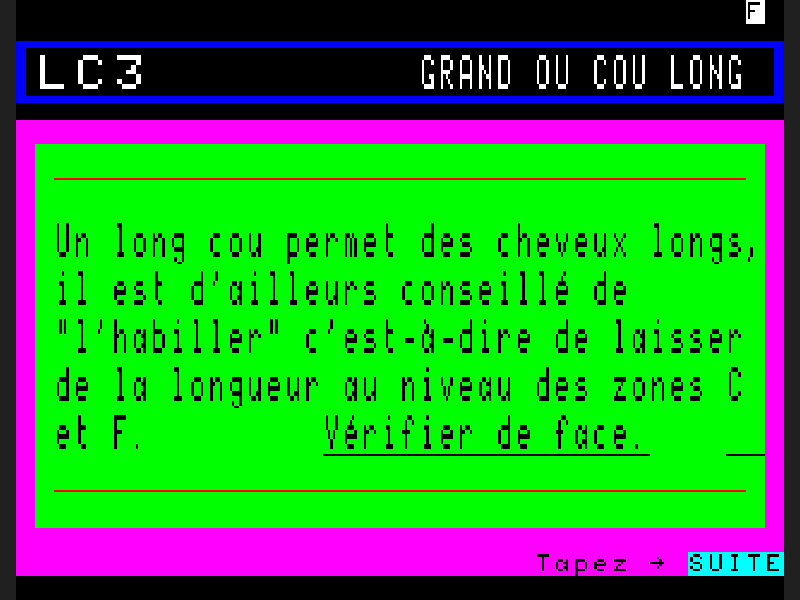 F
LC3 GRAND OU COU LONG
Un long cou permet des cheveux longs,
il est d'ailleurs conseillé de
"l'habiller" c'est-à-dire de laisser
de la longueur au niveau des zones C
et F. Vérifier de face.
Tapez → SUITE